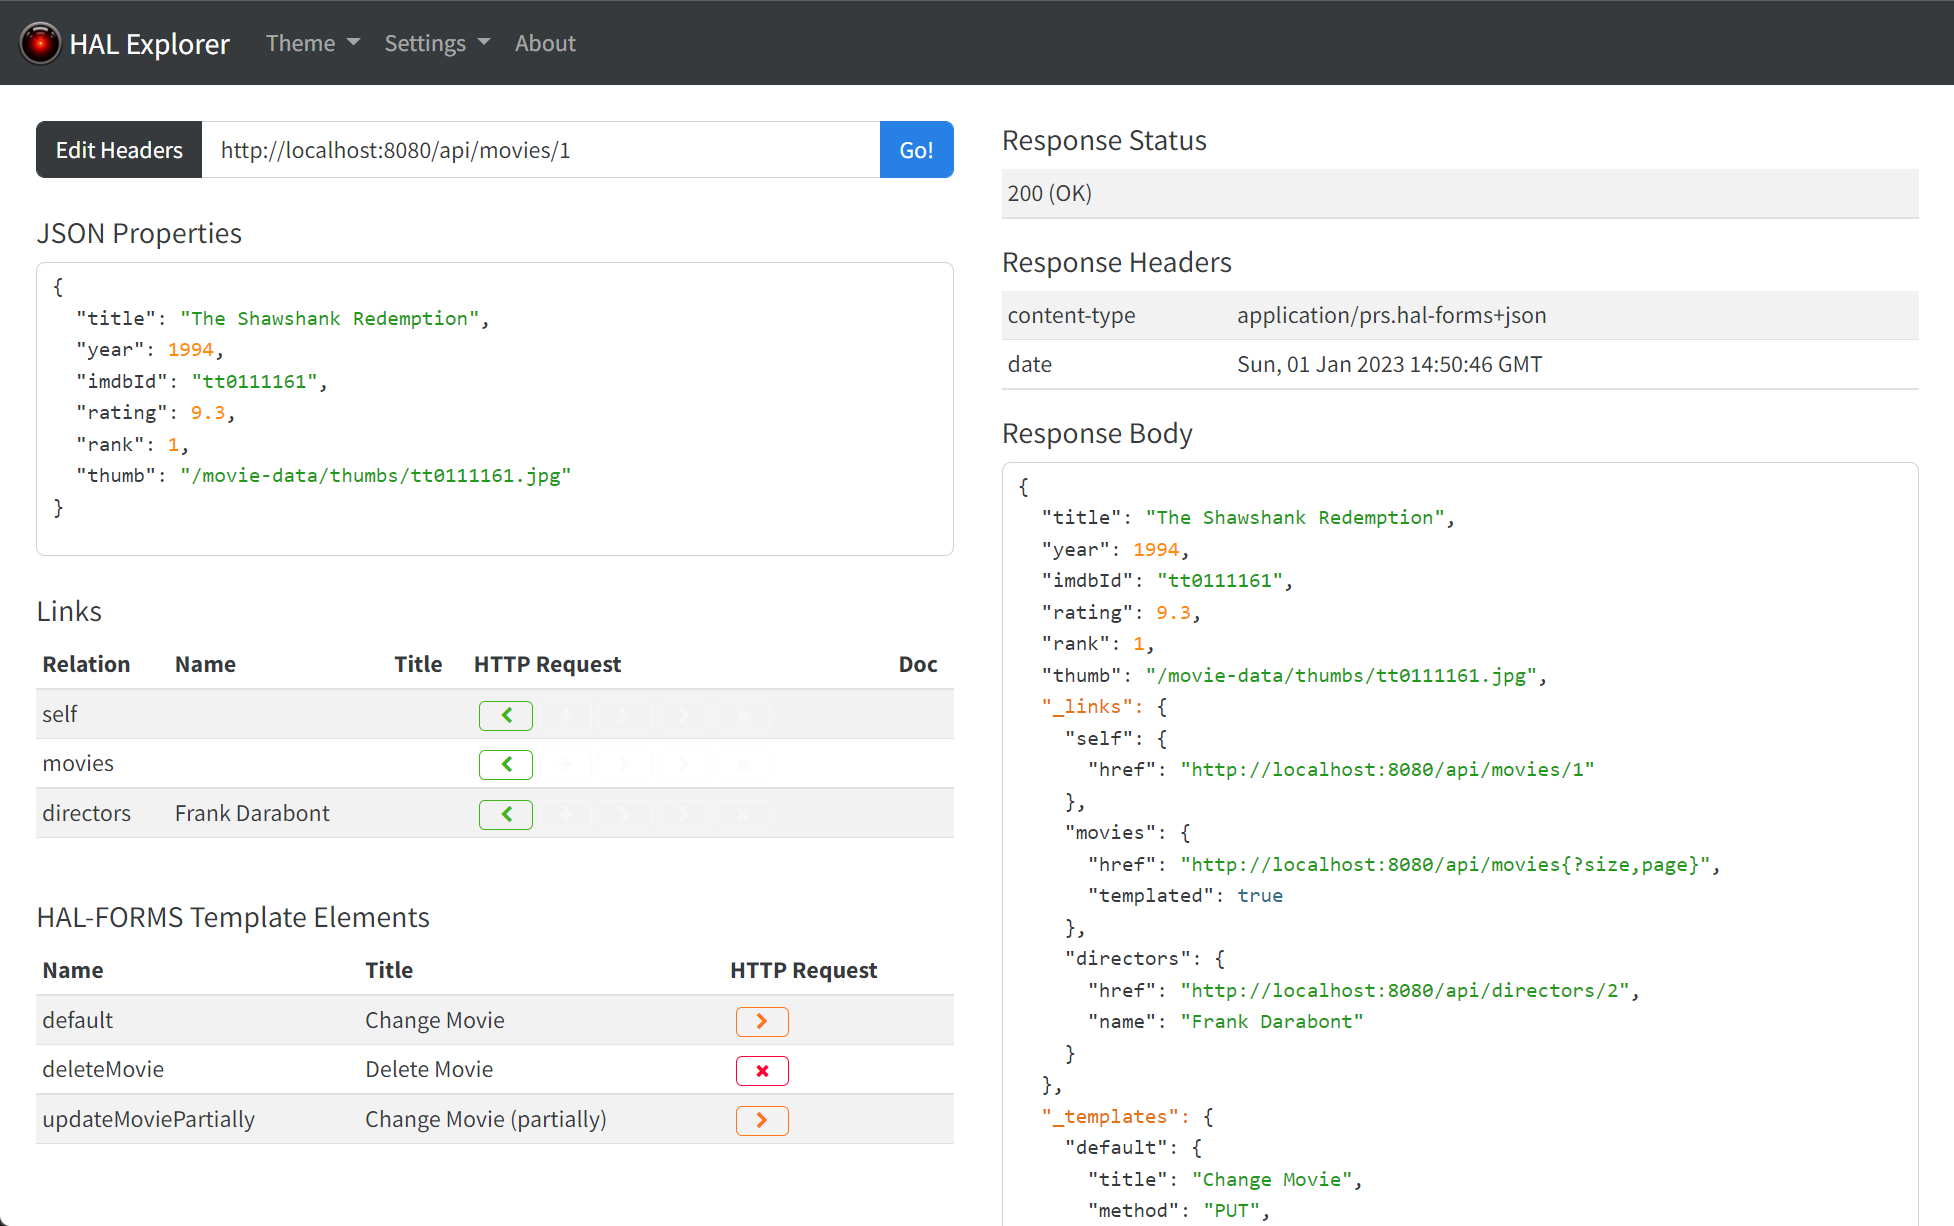 HAL Explorer Theme Settings About
Edit Headers http://localhost:8080/api/movies/1 Go!
JSON Properties
{
"title": "The Shawshank Redemption",
"year": 1994,
"imdbId": "tt0111161",
"rating": 9.3,
"rank": 1,
"thumb": "/movie-data/thumbs/tt0111161.jpg"
}
Links
Relation Name Title HTTP Request Doc
self
movies
directors Frank Darabont
HAL-FORMS Template Elements
Name Title HTTP Request
default Change Movie
deleteMovie Delete Movie
updateMoviePartially Change Movie (partially)
Response Status
200 (OK)
Response Headers
content-type application/prs.hal-forms+json
date Sun, 01 Jan 2023 14:50:46 GMT
Response Body
{
"title": "The Shawshank Redemption",
"year": 1994,
"imdbId": "tt0111161",
"rating": 9.3,
"rank": 1,
"thumb": "/movie-data/thumbs/tt0111161.jpg",
"_links": {
"self": {
"href": "http://localhost:8080/api/movies/1"
},
"movies": {
"href": "http://localhost:8080/api/movies{?size,page}",
"templated": true
},
"directors": {
"href": "http://localhost:8080/api/directors/2",
"name": "Frank Darabont"
}
},
"_templates": {
"default": {
"title": "Change Movie",
"method": "PUT",